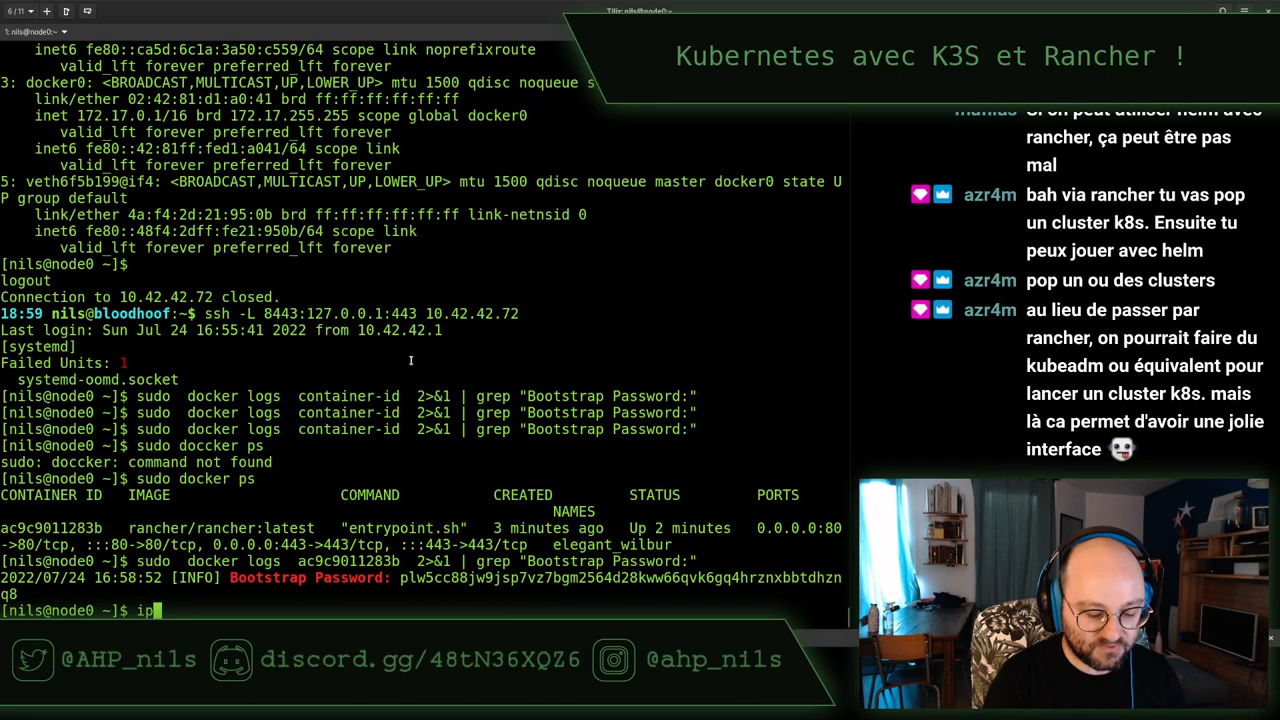 6 / 11
Tilix: nils@node0:~
1: nils@node0:~
Kubernetes avec K3S et Rancher !
inet6 fe80::ca5d:6c1a:3a50:c559/64 scope link noprefixroute
valid_lft forever preferred_lft forever
3: docker0: <BROADCAST,MULTICAST,UP,LOWER_UP> mtu 1500 qdisc noqueue s
link/ether 02:42:81:d1:a0:41 brd ff:ff:ff:ff:ff:ff
inet 172.17.0.1/16 brd 172.17.255.255 scope global docker0
valid_lft forever preferred_lft forever
inet6 fe80::42:81ff:fed1:a041/64 scope link
valid_lft forever preferred_lft forever
5: veth6f5b199@if4: <BROADCAST,MULTICAST,UP,LOWER_UP> mtu 1500 qdisc noqueue master docker0 state U
P group default
link/ether 4a:f4:2d:21:95:0b brd ff:ff:ff:ff:ff:ff link-netnsid 0
inet6 fe80::48f4:2dff:fe21:950b/64 scope link
valid_lft forever preferred_lft forever
[nils@node0 ~]$
logout
Connection to 10.42.42.72 closed.
18:59 nils@bloodhoof:~$ ssh -L 8443:127.0.0.1:443 10.42.42.72
Last login: Sun Jul 24 16:55:41 2022 from 10.42.42.1
[systemd]
Failed Units: 1
systemd-oomd.socket
[nils@node0 ~]$ sudo  docker logs  container-id  2>&1 | grep "Bootstrap Password:"
[nils@node0 ~]$ sudo  docker logs  container-id  2>&1 | grep "Bootstrap Password:"
[nils@node0 ~]$ sudo  docker logs  container-id  2>&1 | grep "Bootstrap Password:"
[nils@node0 ~]$ sudo doccker ps
sudo: doccker: command not found
[nils@node0 ~]$ sudo docker ps
CONTAINER ID   IMAGE                    COMMAND           CREATED         STATUS         PORTS
NAMES
ac9c9011283b   rancher/rancher:latest   "entrypoint.sh"   3 minutes ago   Up 2 minutes   0.0.0.0:80
->80/tcp, :::80->80/tcp, 0.0.0.0:443->443/tcp, :::443->443/tcp   elegant_wilbur
[nils@node0 ~]$ sudo  docker logs  ac9c9011283b  2>&1 | grep "Bootstrap Password:"
2022/07/24 16:58:52 [INFO] Bootstrap Password: plw5cc88jw9jsp7vz7bgm2564d28kww66qvk6gq4hrznxbbtdhzn
q8
[nils@node0 ~]$ ip
rancher, ça peut être pas
mal
azr4m bah via rancher tu vas pop
un cluster k8s. Ensuite tu
peux jouer avec helm
azr4m pop un ou des clusters
azr4m au lieu de passer par
rancher, on pourrait faire du
kubeadm ou équivalent pour
lancer un cluster k8s. mais
là ca permet d'avoir une jolie
interface
@AHP_nils discord.gg/48tN36XQZ6 @ahp_nils